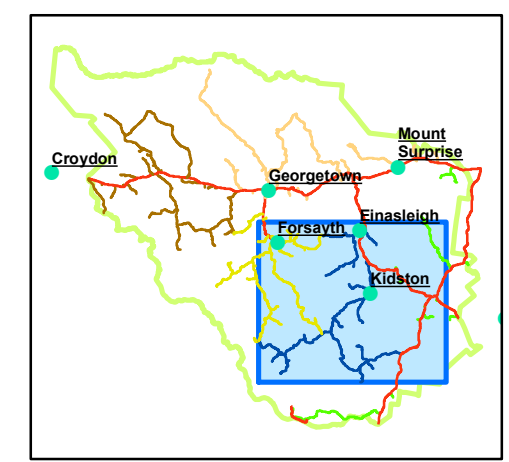 Mount
Surprise
Croydon
Georgetown
Einasleigh
Forsayth
Kidston